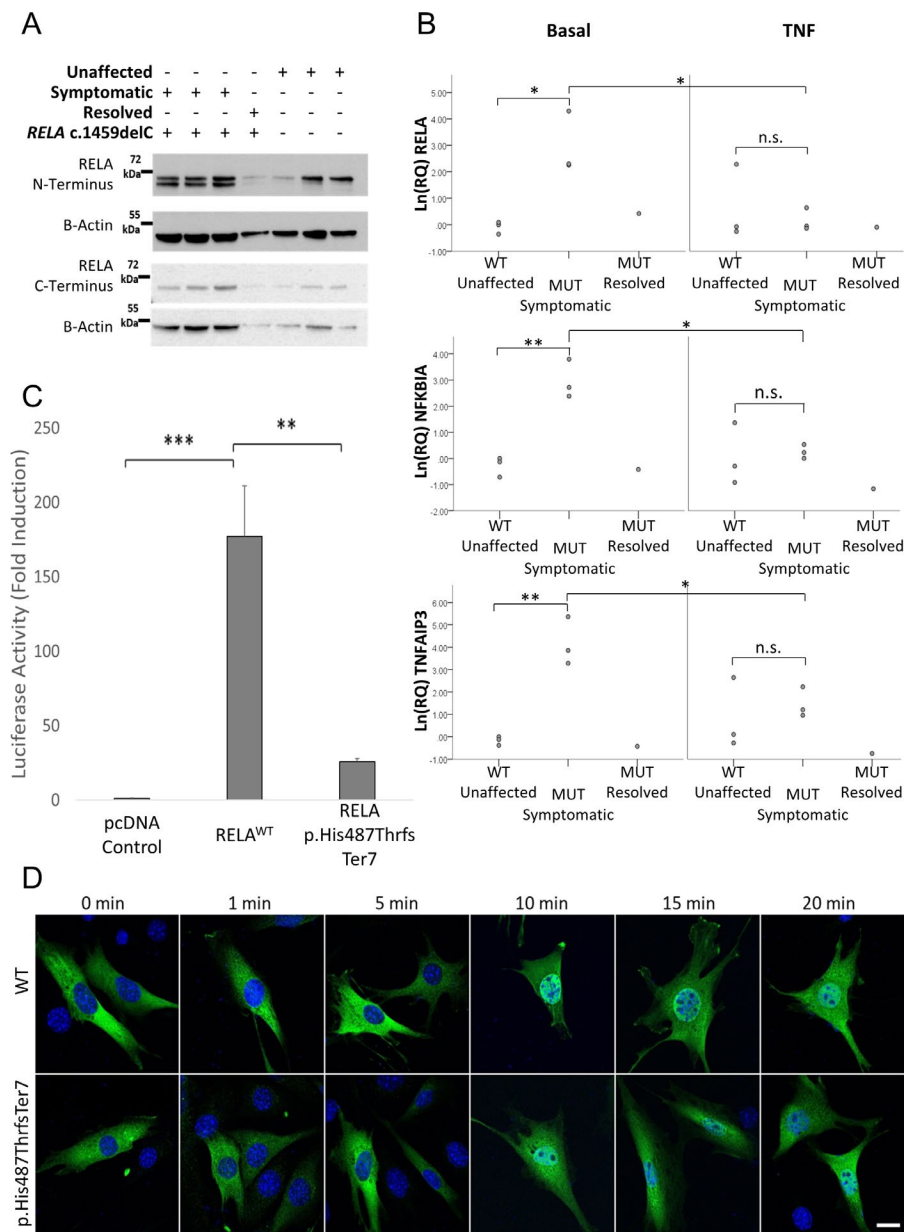 A
Unaffected - - - - + + +
Symptomatic + + + - - - -
Resolved - - - + - - -
RELA c.1459delC + + + + - - -
RELA
N-Terminus
72
kDa
B-Actin
55
kDa
RELA
C-Terminus
72
kDa
B-Actin
55
kDa
B
Basal TNF
Ln(RQ) RELA
5.00
4.00
3.00
2.00
1.00
.00
-1.00
*
*
n.s.
WT
Unaffected
MUT
Symptomatic
MUT
Resolved
WT
Unaffected
MUT
Symptomatic
MUT
Resolved
Ln(RQ) NFKBIA
4.00
3.00
2.00
1.00
.00
-1.00
-2.00
**
*
n.s.
WT
Unaffected
MUT
Symptomatic
MUT
Resolved
WT
Unaffected
MUT
Symptomatic
MUT
Resolved
Ln(RQ) TNFAIP3
6.00
5.00
4.00
3.00
2.00
1.00
.00
-1.00
**
*
n.s.
WT
Unaffected
MUT
Symptomatic
MUT
Resolved
WT
Unaffected
MUT
Symptomatic
MUT
Resolved
C
Luciferase Activity (Fold Induction)
250
200
150
100
50
0
***
**
pcDNA
Control
RELAᵂᵀ
RELA
p.His487Thrfs
Ter7
D
0 min 1 min 5 min 10 min 15 min 20 min
WT
p.His487ThrfsTer7